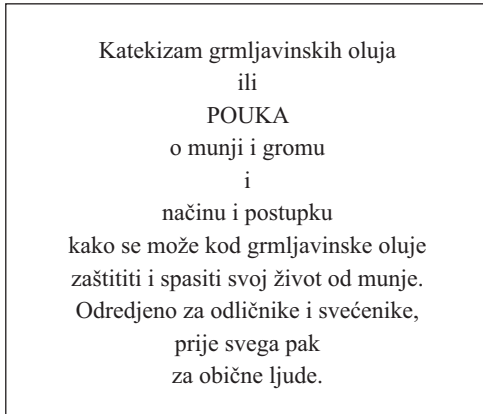 Katekizam grmljavinskih oluja
ili
POUKA
o munji i gromu
i
načinu i postupku
kako se može kod grmljavinske oluje
zaštititi i spasiti svoj život od munje.
Odredjeno za odličnike i svećenike,
prije svega pak
za obične ljude.